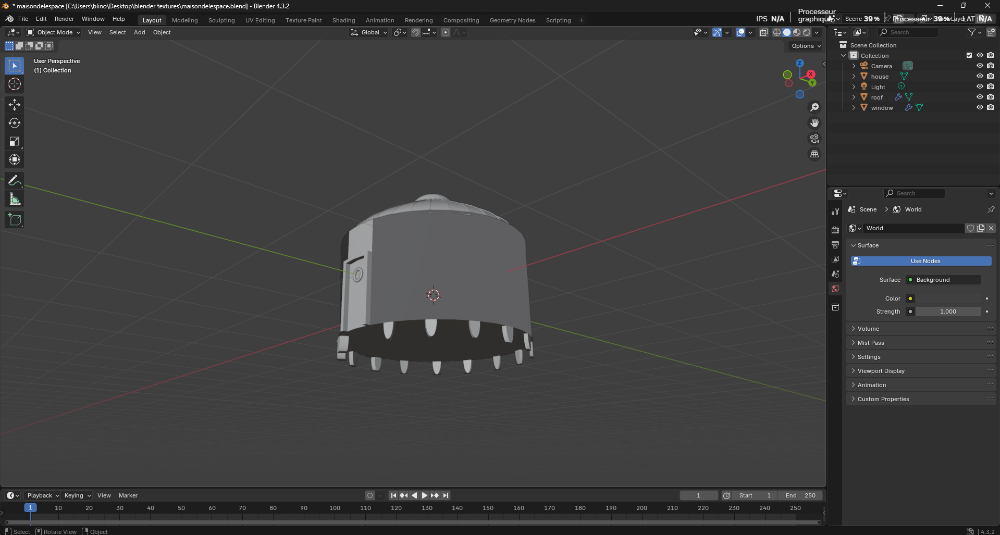 * maisondelespace [C:\Users\blino\Desktop\blender textures\maisondelespace.blend] - Blender 4.3.2
File Edit Render Window Help
Layout Modeling Sculpting UV Editing Texture Paint Shading Animation Rendering Compositing Geometry Nodes Scripting +
IPS N/A
Processeur graphique
Scene 39 %
Processeur 39 %
LAT N/A
Object Mode View Select Add Object
Global
Search
Options
User Perspective
(1) Collection
Z
X
Y
Scene Collection
Collection
Camera
house
Light
roof
window
Search
Scene > World
World
Surface
Use Nodes
Surface Background
Color
Strength 1.000
Volume
Mist Pass
Settings
Viewport Display
Animation
Custom Properties
Playback Keying View Marker
1 Start 1 End 250
1 10 20 30 40 50 60 70 80 90 100 110 120 130 140 150 160 170 180 190 200 210 220 230 240 250
Select Rotate View Object
4.3.2